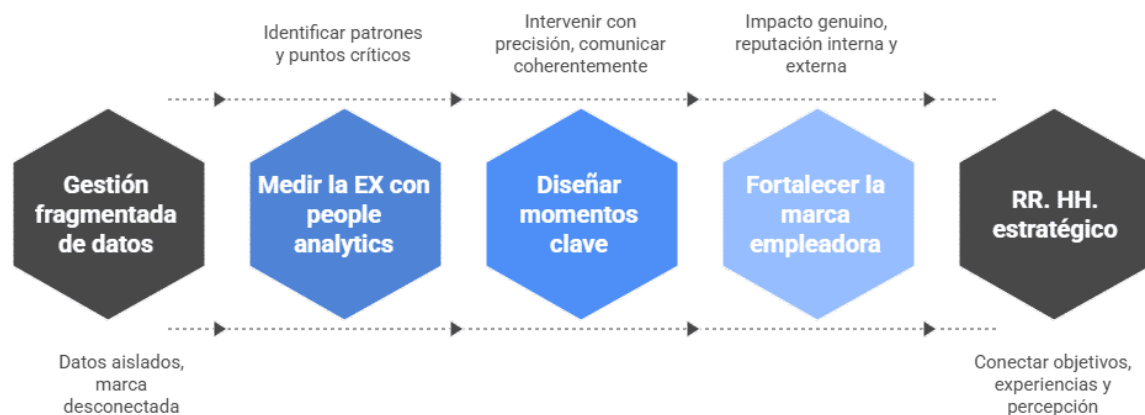 Identificar patrones
y puntos críticos
Intervenir con
precisión, comunicar
coherentemente
Impacto genuino,
reputación interna y
externa
Gestión
fragmentada
de datos
Medir la EX con
people
analytics
Diseñar
momentos
clave
Fortalecer la
marca
empleadora
RR. HH.
estratégico
Datos aislados,
marca
desconectada
Conectar objetivos,
experiencias y
percepción